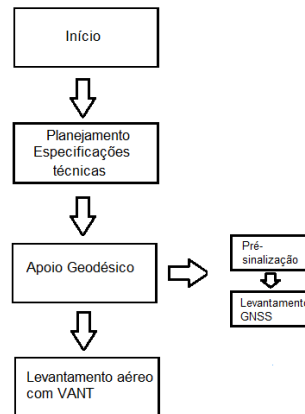 Início
Planejamento
Especificações
técnicas
Apoio Geodésico
Pré-
sinalização
Levantamento
GNSS
Levantamento aéreo
com VANT